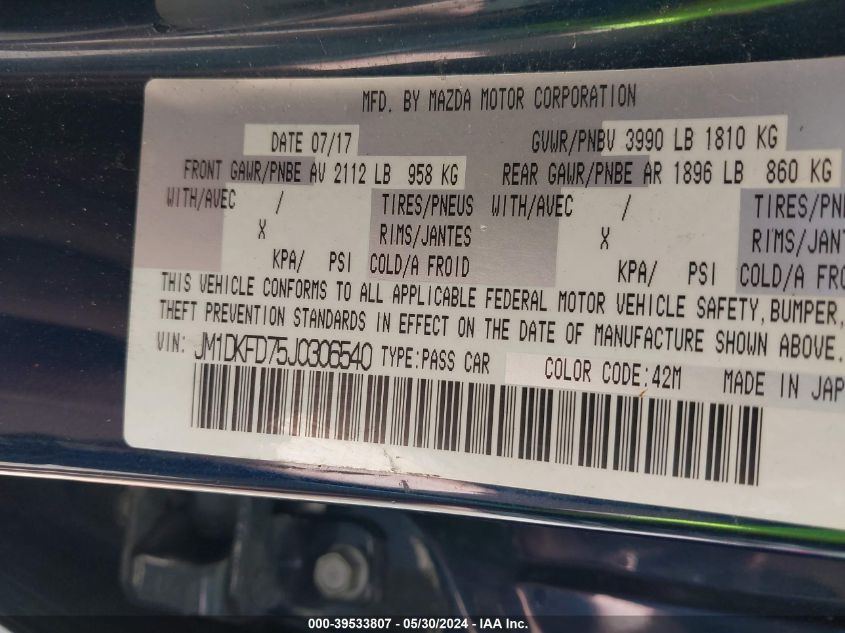 MFD. BY MAZDA MOTOR CORPORATION
DATE 07/17 GVWR/PNBV 3990 LB 1810 KG
FRONT GAWR/PNBE AV 2112 LB 958 KG REAR GAWR/PNBE AR 1896 LB 860 KG
WITH/AVEC / TIRES/PNEUS WITH/AVEC / TIRES/PN
X RIMS/JANTES X RIMS/JANT
KPA/ PSI COLD/A FROID KPA/ PSI COLD/A FROI
THIS VEHICLE CONFORMS TO ALL APPLICABLE FEDERAL MOTOR VEHICLE SAFETY, BUMPER,
THEFT PREVENTION STANDARDS IN EFFECT ON THE DATE OF MANUFACTURE SHOWN ABOVE.
VIN: JM1DKFD75J0306540 TYPE:PASS CAR COLOR CODE:42M MADE IN JAP
000-39533807 - 05/30/2024 - IAA Inc.